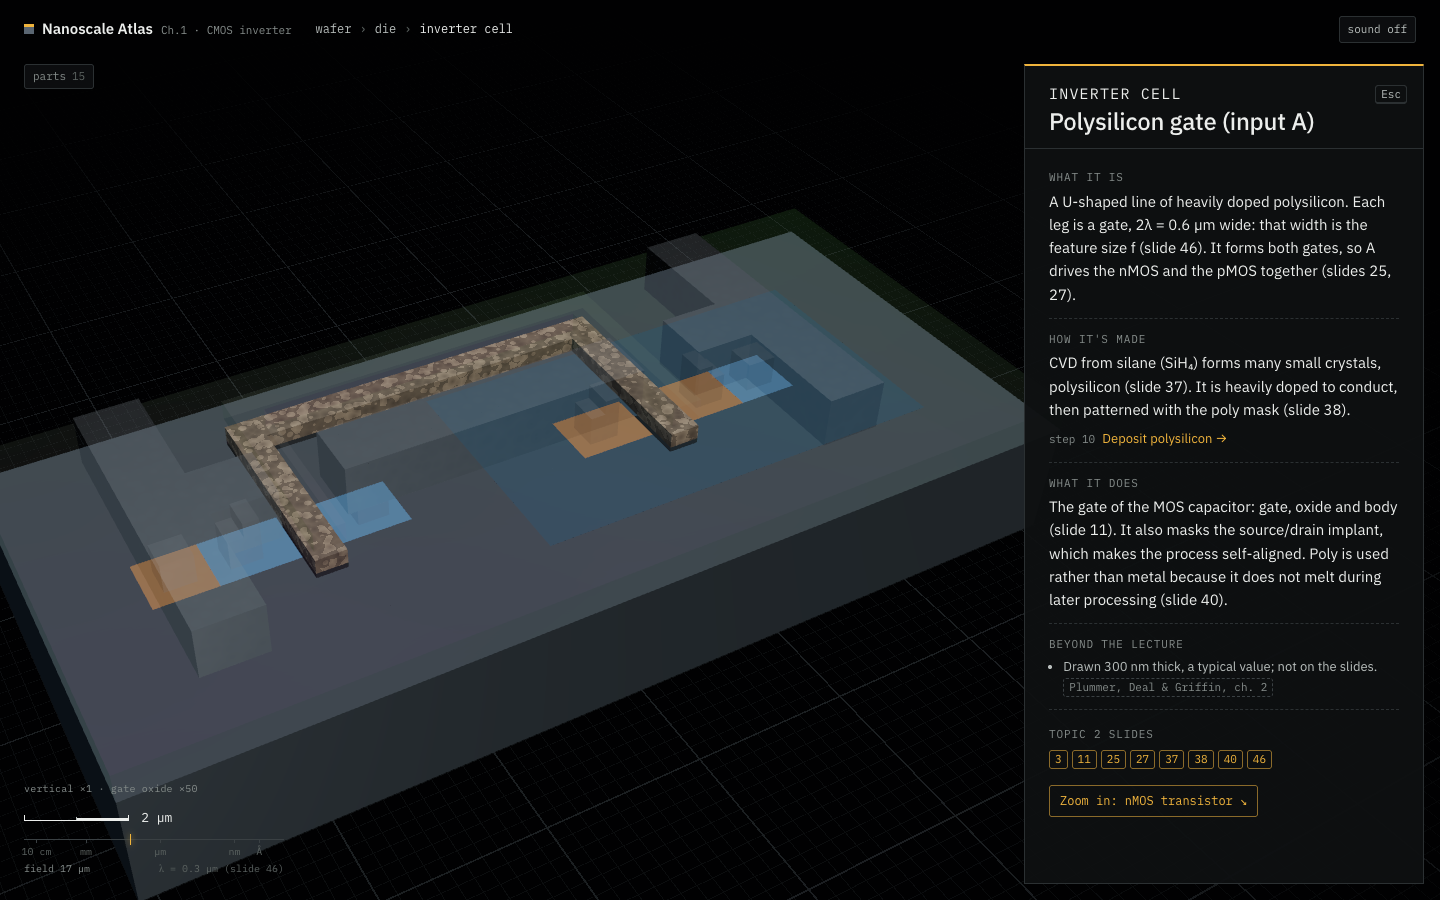 Nanoscale Atlas Ch.1 · CMOS inverter wafer › die › inverter cell
sound off
parts 15
INVERTER CELL
Esc
Polysilicon gate (input A)
WHAT IT IS
A U-shaped line of heavily doped polysilicon. Each
leg is a gate, 2λ = 0.6 µm wide: that width is the
feature size f (slide 46). It forms both gates, so A
drives the nMOS and the pMOS together (slides 25,
27).
HOW IT'S MADE
CVD from silane (SiH₄) forms many small crystals,
polysilicon (slide 37). It is heavily doped to conduct,
then patterned with the poly mask (slide 38).
step 10 Deposit polysilicon →
WHAT IT DOES
The gate of the MOS capacitor: gate, oxide and body
(slide 11). It also masks the source/drain implant,
which makes the process self-aligned. Poly is used
rather than metal because it does not melt during
later processing (slide 40).
BEYOND THE LECTURE
• Drawn 300 nm thick, a typical value; not on the slides.
Plummer, Deal & Griffin, ch. 2
TOPIC 2 SLIDES
3 11 25 27 37 38 40 46
Zoom in: nMOS transistor ↘
vertical ×1 · gate oxide ×50
2 µm
10 cm mm µm nm Å
field 17 µm λ = 0.3 µm (slide 46)